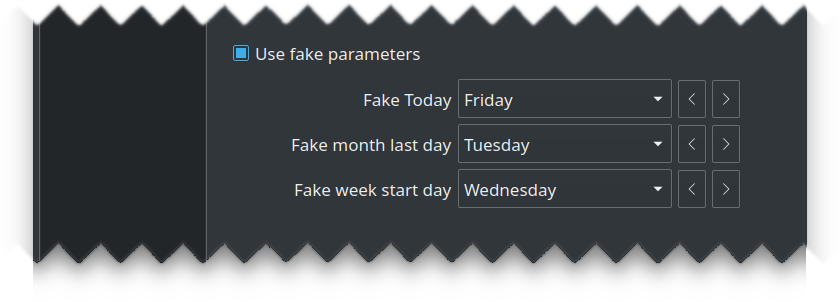 Use fake parameters
Fake Today Friday
Fake month last day Tuesday
Fake week start day Wednesday